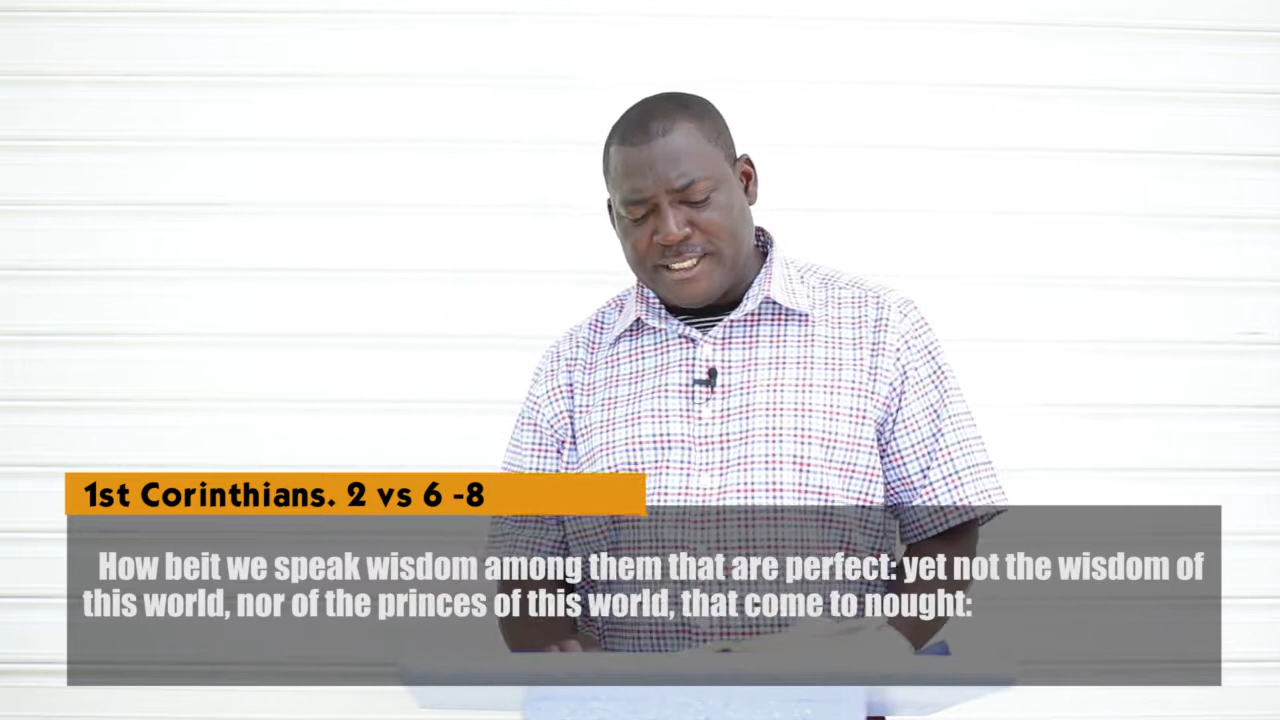 1st Corinthians. 2 vs 6 -8
How beit we speak wisdom among them that are perfect: yet not the wisdom of
this world, nor of the princes of this world, that come to nought: